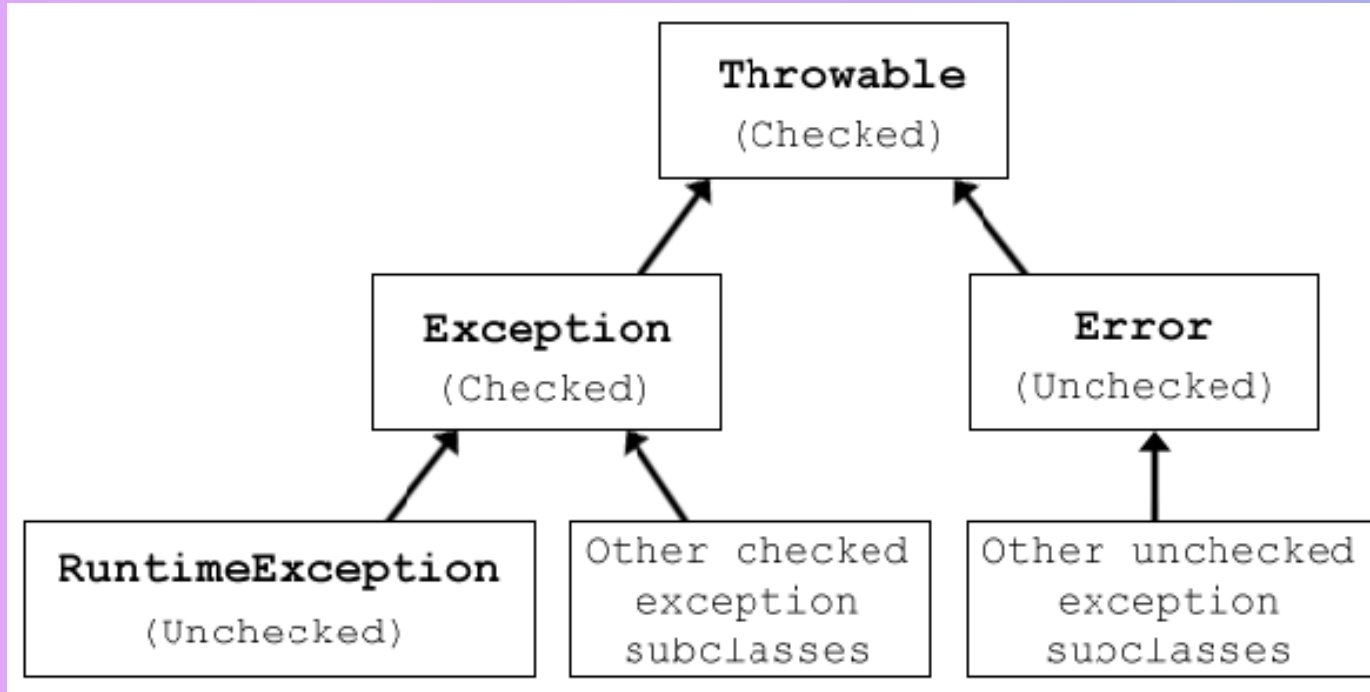 Throwable
(Checked)
Exception
(Checked)
Error
(Unchecked)
RuntimeException
(Unchecked)
Other checked
exception
subclasses
Other unchecked
exception
subclasses